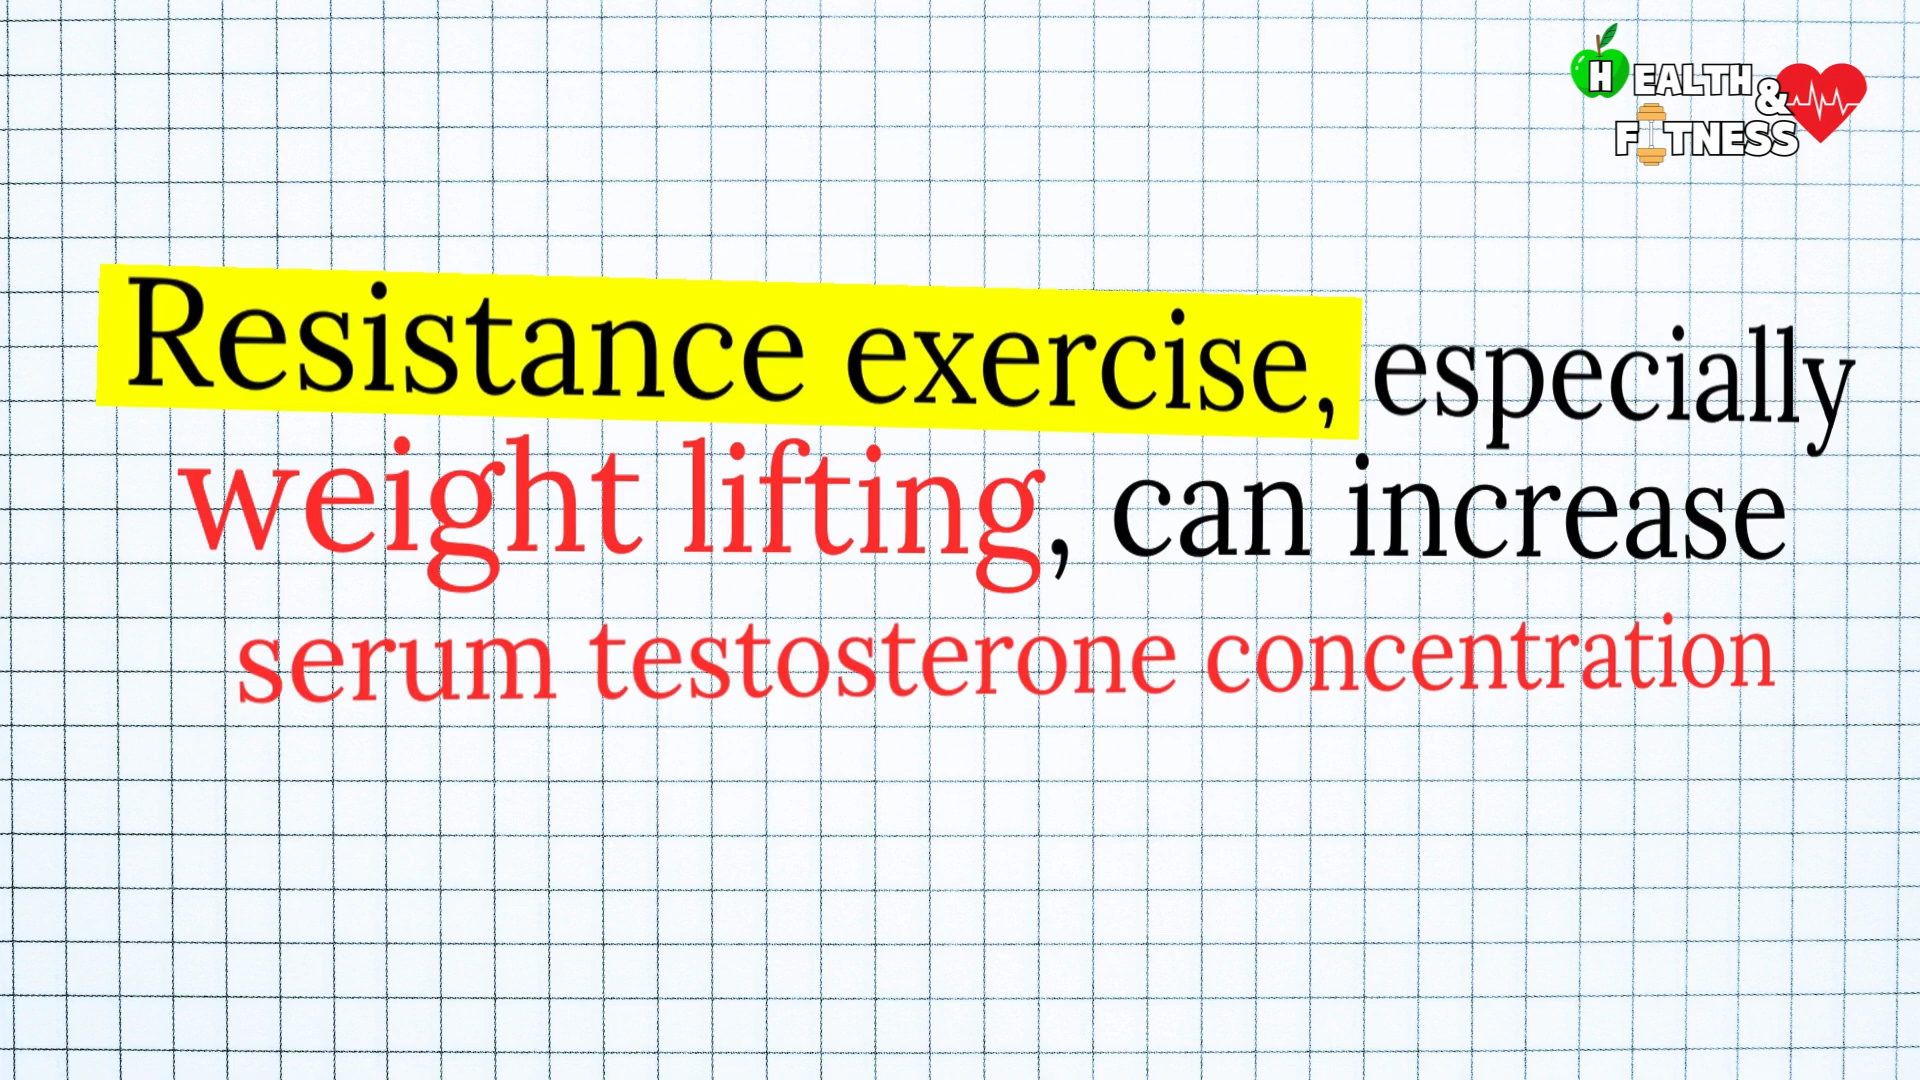 HEALTH &
FITNESS
Resistance exercise, especially
weight lifting, can increase
serum testosterone concentration